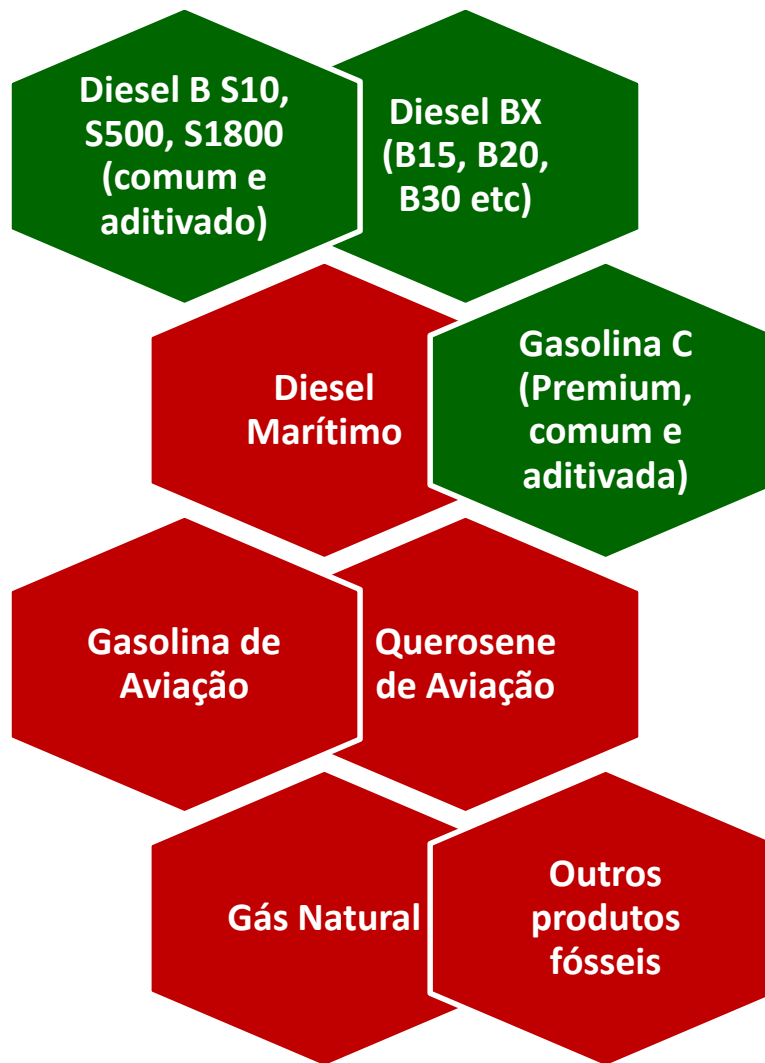 Diesel B S10,
S500, S1800
(comum e
aditivado)
Diesel BX
(B15, B20,
B30 etc)
Diesel
Marítimo
Gasolina C
(Premium,
comum e
aditivada)
Gasolina de
Aviação
Querosene
de Aviação
Gás Natural
Outros
produtos
fósseis